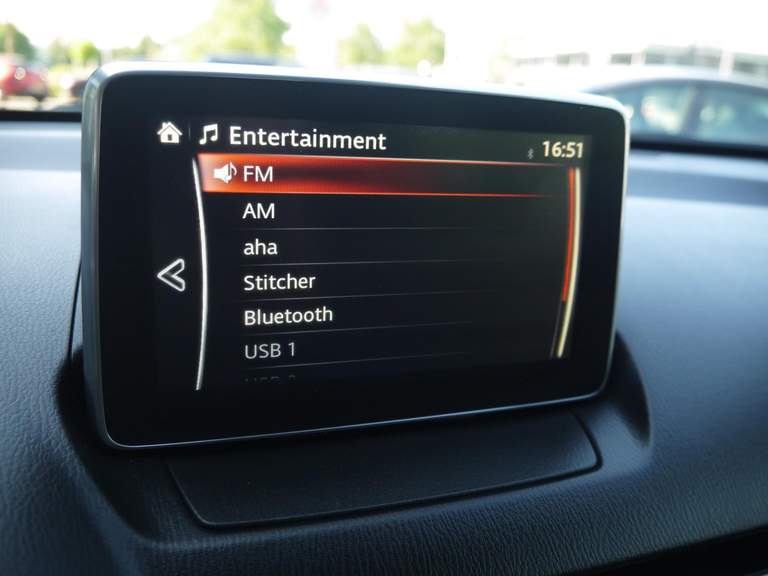 Entertainment
16:51
FM
AM
aha
Stitcher
Bluetooth
USB 1